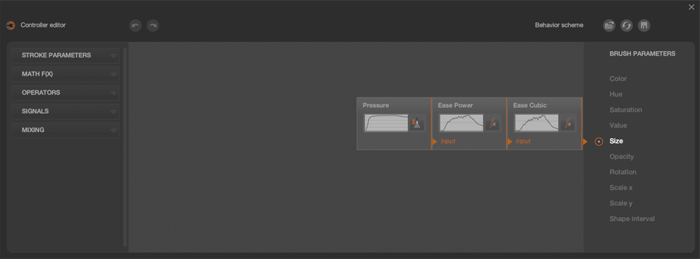 Controller editor
Behavior scheme
STROKE PARAMETERS
MATH F(X)
OPERATORS
SIGNALS
MIXING
Pressure
Ease Power
Ease Cubic
INPUT
INPUT
BRUSH PARAMETERS
Color
Hue
Saturation
Value
Size
Opacity
Rotation
Scale x
Scale y
Shape interval